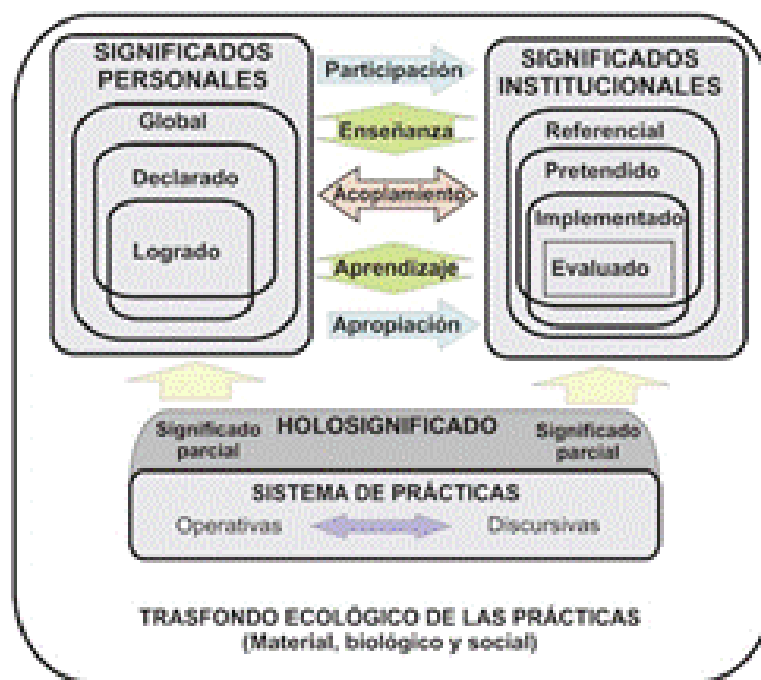 SIGNIFICADOS
PERSONALES
Global
Declarado
Logrado
Participación
Enseñanza
Acoplamiento
Aprendizaje
Apropiación
SIGNIFICADOS
INSTITUCIONALES
Referencial
Pretendido
Implementado
Evaluado
Significado
parcial
HOLOSIGNIFICADO
Significado
parcial
SISTEMA DE PRÁCTICAS
Operativas
Discursivas
TRASFONDO ECOLÓGICO DE LAS PRÁCTICAS
(Material, biológico y social)